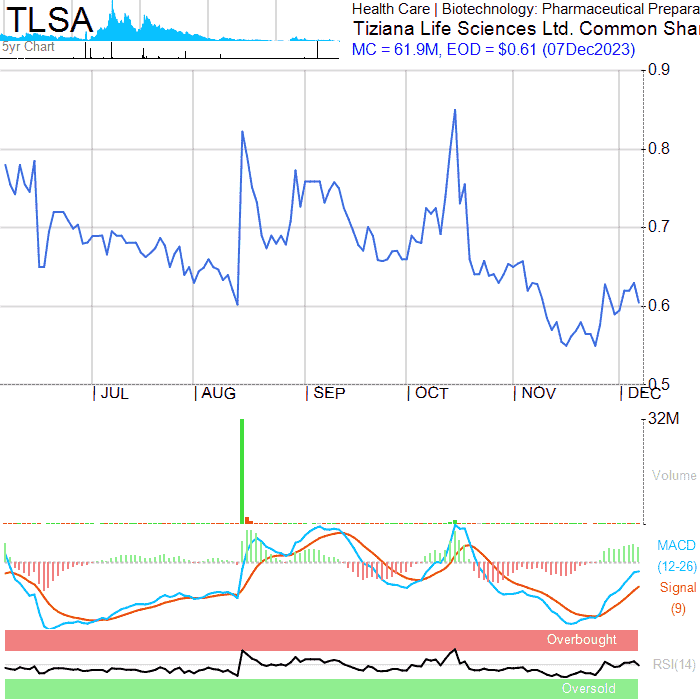 TLSA
5yr Chart
Health Care | Biotechnology: Pharmaceutical Prepara
Tiziana Life Sciences Ltd. Common Shar
MC = 61.9M, EOD = $0.61 (07Dec2023)
0.9
0.8
0.7
0.6
0.5
JUL AUG SEP OCT NOV DEC
32M
Volume
MACD
(12-26)
Signal
(9)
Overbought
RSI(14)
Oversold